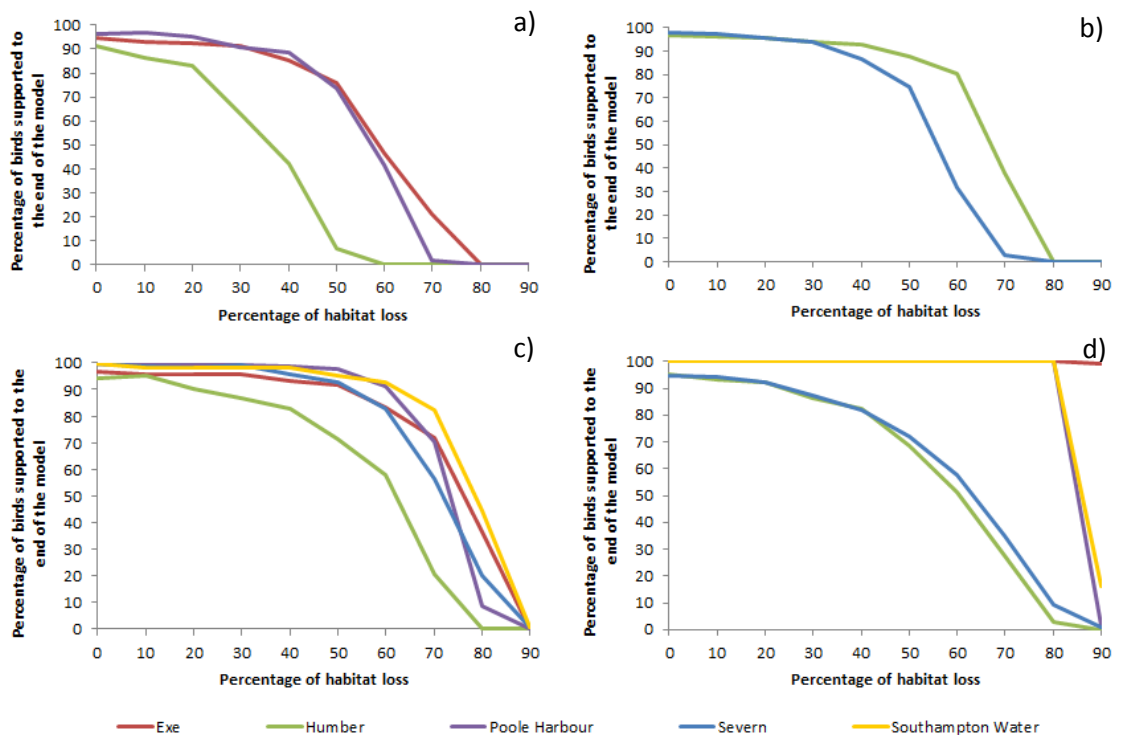 a)
Percentage of birds supported to
the end of the model
100
90
80
70
60
50
40
30
20
10
0
0 10 20 30 40 50 60 70 80 90
Percentage of habitat loss
b)
Percentage of birds supported to
the end of the model
100
90
80
70
60
50
40
30
20
10
0
0 10 20 30 40 50 60 70 80 90
Percentage of habitat loss
c)
Percentage of birds supported to the
end of the model
100
90
80
70
60
50
40
30
20
10
0
0 10 20 30 40 50 60 70 80 90
Percentage of habitat loss
d)
Percentage of birds supported to the
end of the model
100
90
80
70
60
50
40
30
20
10
0
0 10 20 30 40 50 60 70 80 90
Percentage of habitat loss
Exe Humber Poole Harbour Severn Southampton Water